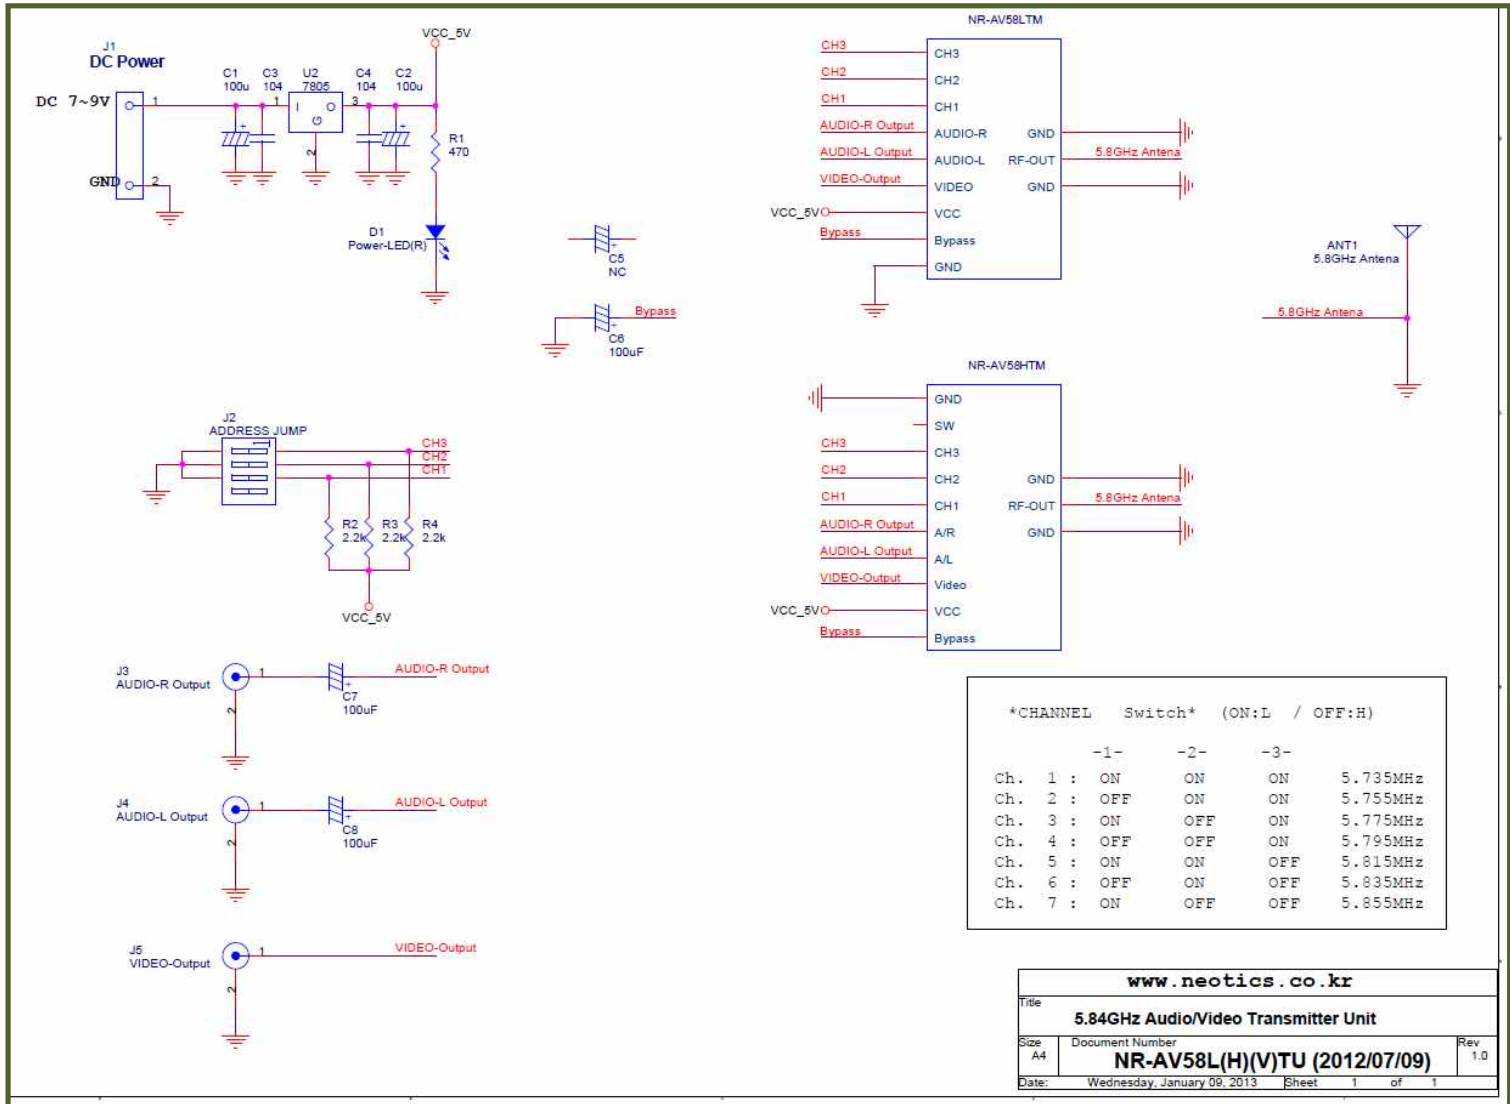 J1
DC Power
DC 7~9V
1
GND
2
C1
100u
C3
104
U2
7805
1
I
O
G
2
3
C4
104
C2
100u
VCC_5V
R1
470
D1
Power-LED(R)
C5
NC
Bypass
C6
100uF
J2
ADDRESS JUMP
CH3
CH2
CH1
R2
2.2k
R3
2.2k
R4
2.2k
VCC_5V
J3
AUDIO-R Output
1
2
C7
100uF
AUDIO-R Output
J4
AUDIO-L Output
1
2
C8
100uF
AUDIO-L Output
J5
VIDEO-Output
1
2
VIDEO-Output
NR-AV58LTM
CH3 CH3
CH2 CH2
CH1 CH1
AUDIO-R Output AUDIO-R GND
AUDIO-L Output AUDIO-L RF-OUT 5.8GHz Antena
VIDEO-Output VIDEO GND
VCC_5V VCC
Bypass Bypass
GND
ANT1
5.8GHz Antena
5.8GHz Antena
NR-AV58HTM
GND
SW
CH3 CH3
CH2 CH2 GND
CH1 CH1 RF-OUT 5.8GHz Antena
AUDIO-R Output A/R GND
AUDIO-L Output A/L
VIDEO-Output Video
VCC_5V VCC
Bypass Bypass
*CHANNEL Switch* (ON:L / OFF:H)
-1- -2- -3-
Ch. 1 : ON ON ON 5.735MHz
Ch. 2 : OFF ON ON 5.755MHz
Ch. 3 : ON OFF ON 5.775MHz
Ch. 4 : OFF OFF ON 5.795MHz
Ch. 5 : ON ON OFF 5.815MHz
Ch. 6 : OFF ON OFF 5.835MHz
Ch. 7 : ON OFF OFF 5.855MHz
www.neotics.co.kr
Title
5.84GHz Audio/Video Transmitter Unit
Size Document Number Rev
A4 NR-AV58L(H)(V)TU (2012/07/09) 1.0
Date: Wednesday, January 09, 2013 Sheet 1 of 1